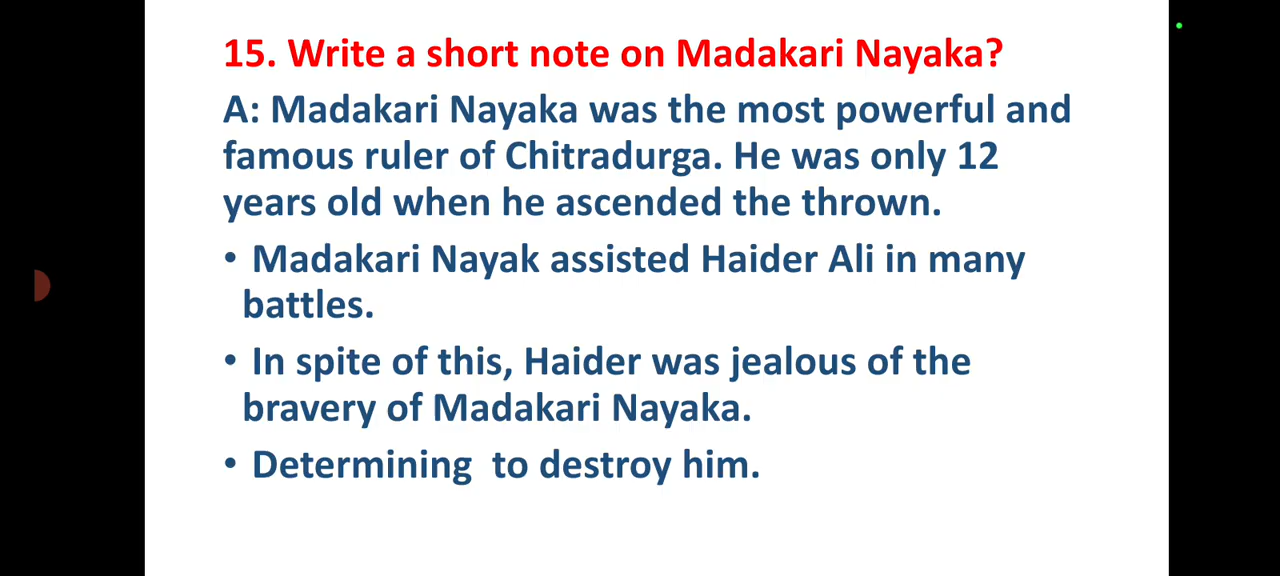 15. Write a short note on Madakari Nayaka?
A: Madakari Nayaka was the most powerful and
famous ruler of Chitradurga. He was only 12
years old when he ascended the thrown.
• Madakari Nayak assisted Haider Ali in many
battles.
• In spite of this, Haider was jealous of the
bravery of Madakari Nayaka.
• Determining  to destroy him.